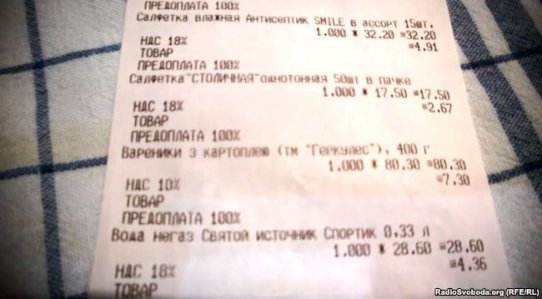 ПРЕДОПЛАТА 100%
Салфетка влажная Антисептик SMILE в ассорт 15шт.
1.000 * 32.20 =32.20
НДС 18% =4.91
ТОВАР
ПРЕДОПЛАТА 100%
Салфетка"СТОЛИЧНАЯ"однотонная 50шт в пачке
1.000 * 17.50 =17.50
НДС 18% =2.67
ТОВАР
ПРЕДОПЛАТА 100%
Вареники з картоплею (тм "Геркулес"), 400 г
1.000 * 80.30 =80.30
НДС 10% =7.30
ТОВАР
ПРЕДОПЛАТА 100%
Вода негаз Святой источник Спортик 0,33 л
1.000 * 28.60 =28.60
НДС 18% =4.36
ТОВАР
RadioSvoboda.org (RFE/RL)